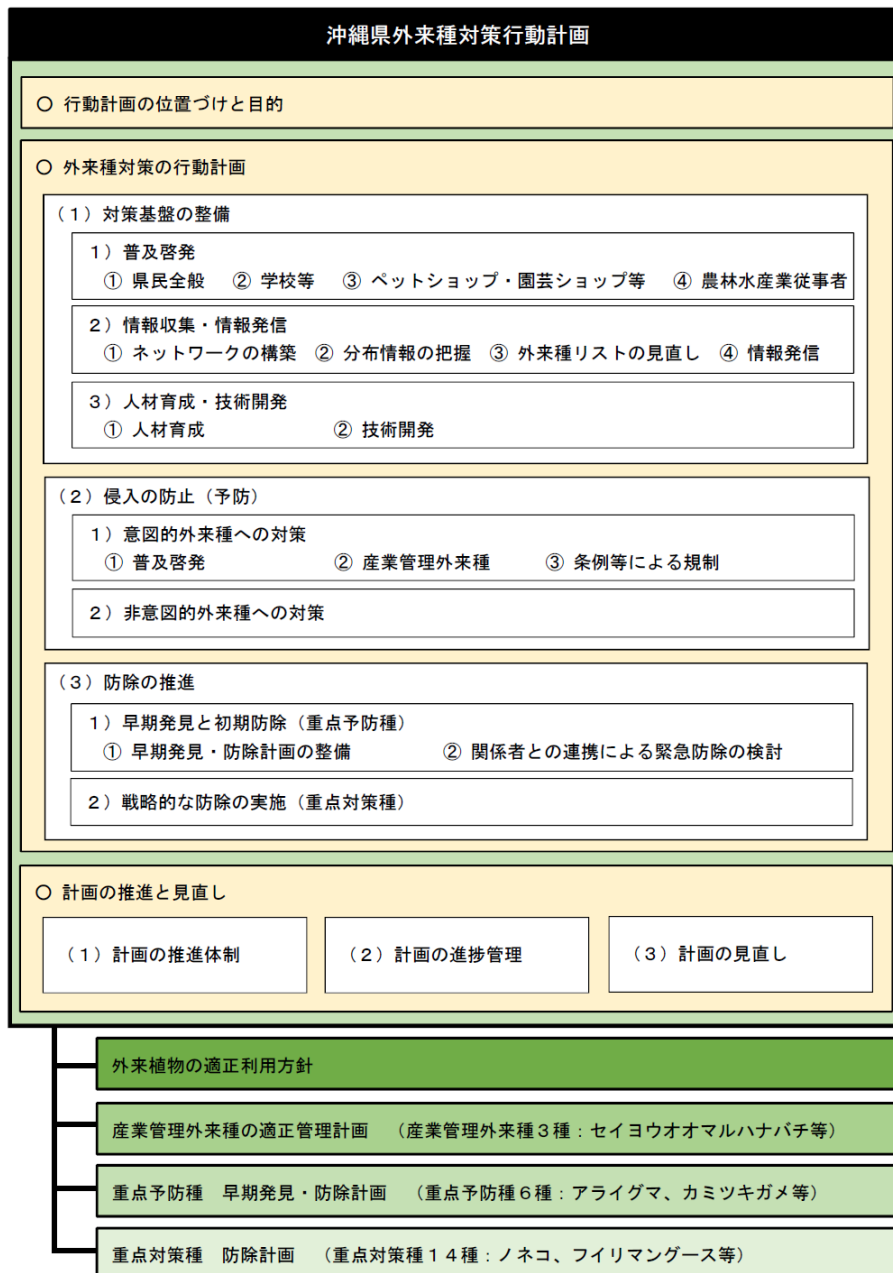 沖縄県外来種対策行動計画
○ 行動計画の位置づけと目的
○ 外来種対策の行動計画
（１）対策基盤の整備
１）普及啓発
① 県民全般 ② 学校等 ③ ペットショップ・園芸ショップ等 ④ 農林水産業従事者
２）情報収集・情報発信
① ネットワークの構築 ② 分布情報の把握 ③ 外来種リストの見直し ④ 情報発信
３）人材育成・技術開発
① 人材育成 ② 技術開発
（２）侵入の防止（予防）
１）意図的外来種への対策
① 普及啓発 ② 産業管理外来種 ③ 条例等による規制
２）非意図的外来種への対策
（３）防除の推進
１）早期発見と初期防除（重点予防種）
① 早期発見・防除計画の整備 ② 関係者との連携による緊急防除の検討
２）戦略的な防除の実施（重点対策種）
○ 計画の推進と見直し
（１）計画の推進体制 （２）計画の進捗管理 （３）計画の見直し
外来植物の適正利用方針
産業管理外来種の適正管理計画 （産業管理外来種３種：セイヨウオオマルハナバチ等）
重点予防種 早期発見・防除計画 （重点予防種６種：アライグマ、カミツキガメ等）
重点対策種 防除計画 （重点対策種１４種：ノネコ、フイリマングース等）